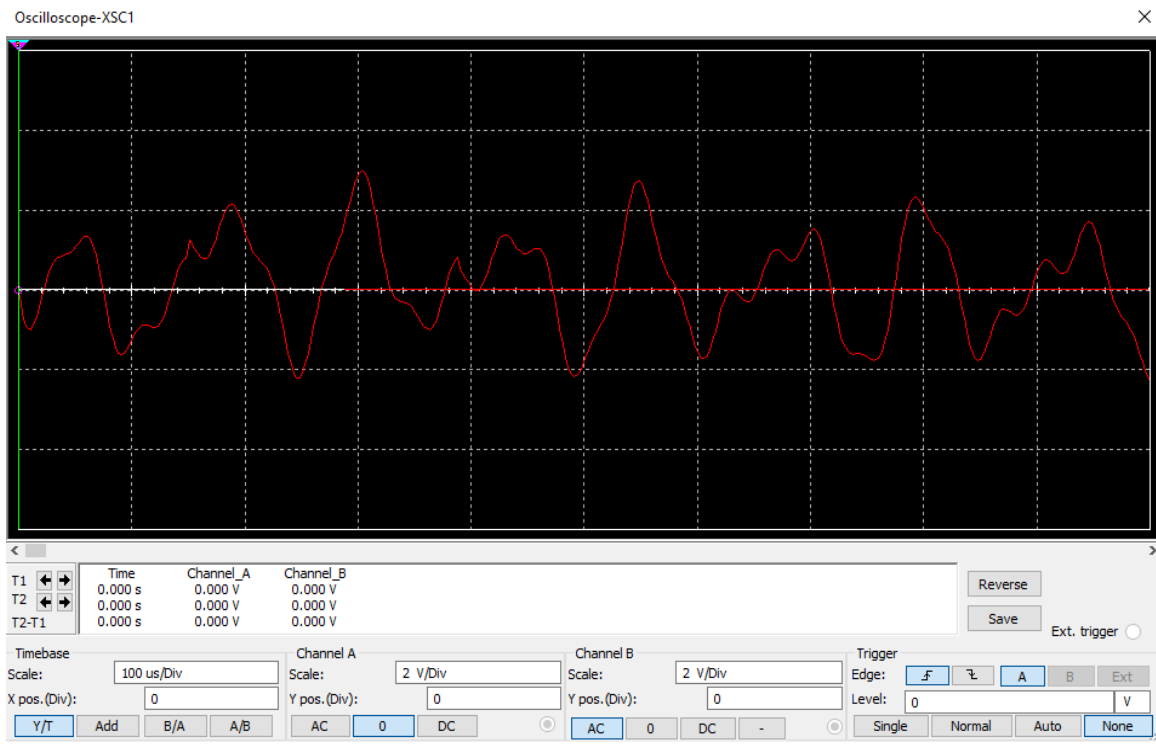 Oscilloscope-XSC1
Time Channel_A Channel_B
T1 0.000 s 0.000 V 0.000 V
T2 0.000 s 0.000 V 0.000 V
T2-T1 0.000 s 0.000 V 0.000 V
Reverse
Save
Ext. trigger
Timebase
Scale: 100 us/Div
X pos.(Div): 0
Y/T Add B/A A/B
Channel A
Scale: 2 V/Div
Y pos.(Div): 0
AC 0 DC
Channel B
Scale: 2 V/Div
Y pos.(Div): 0
AC 0 DC -
Trigger
Edge: A B Ext
Level: 0 V
Single Normal Auto None